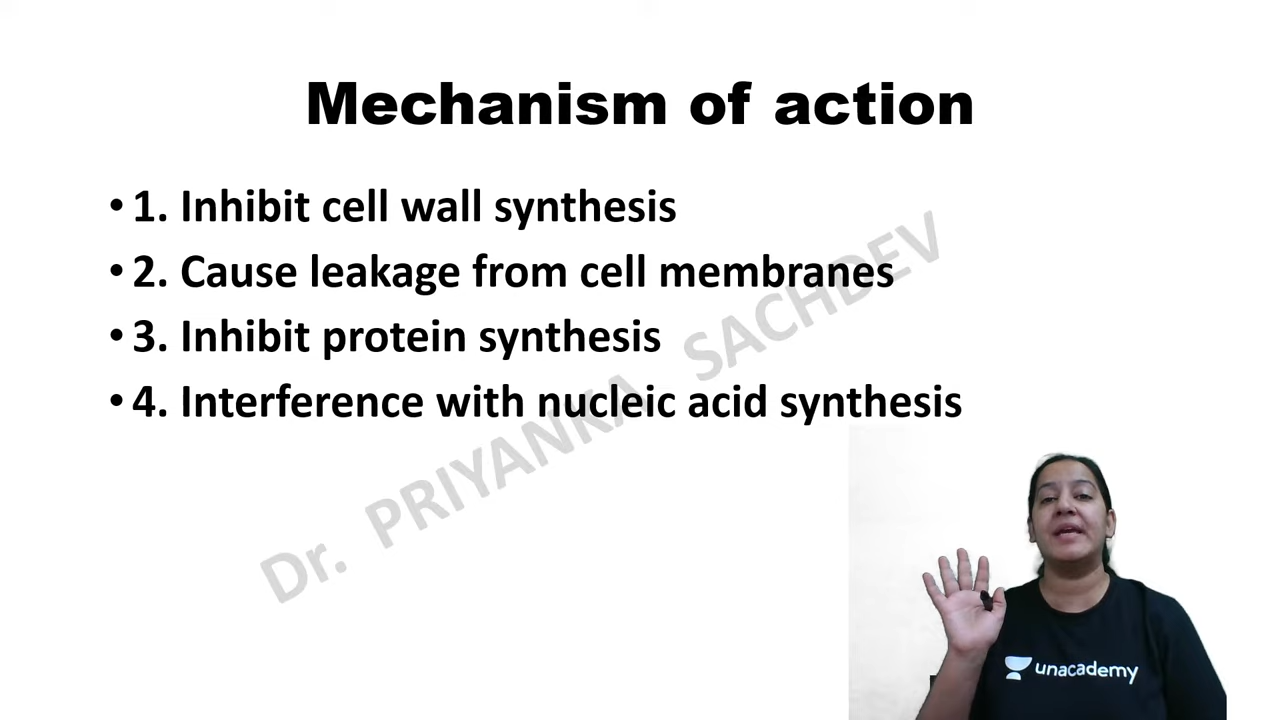 Mechanism of action
• 1. Inhibit cell wall synthesis
• 2. Cause leakage from cell membranes
• 3. Inhibit protein synthesis
• 4. Interference with nucleic acid synthesis
Dr. PRIYANKA SACHDEV
unacademy